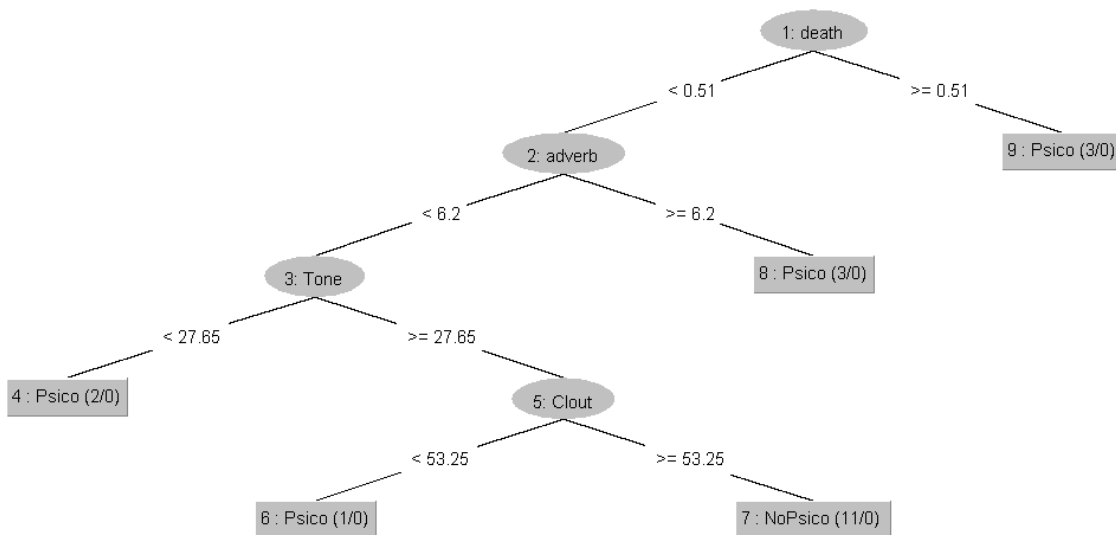 1: death
< 0.51
>= 0.51
2: adverb
9 : Psico (3/0)
< 6.2
>= 6.2
3: Tone
8 : Psico (3/0)
< 27.65
>= 27.65
4 : Psico (2/0)
5: Clout
< 53.25
>= 53.25
6 : Psico (1/0)
7 : NoPsico (11/0)